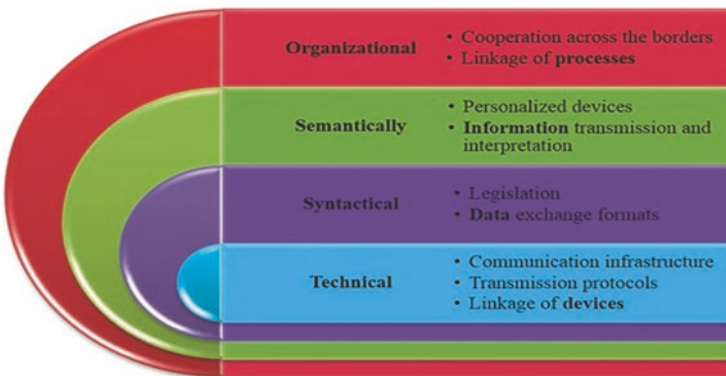 Organizational
• Cooperation across the borders
• Linkage of processes
Semantically
• Personalized devices
• Information transmission and
interpretation
Syntactical
• Legislation
• Data exchange formats
Technical
• Communication infrastructure
• Transmission protocols
• Linkage of devices